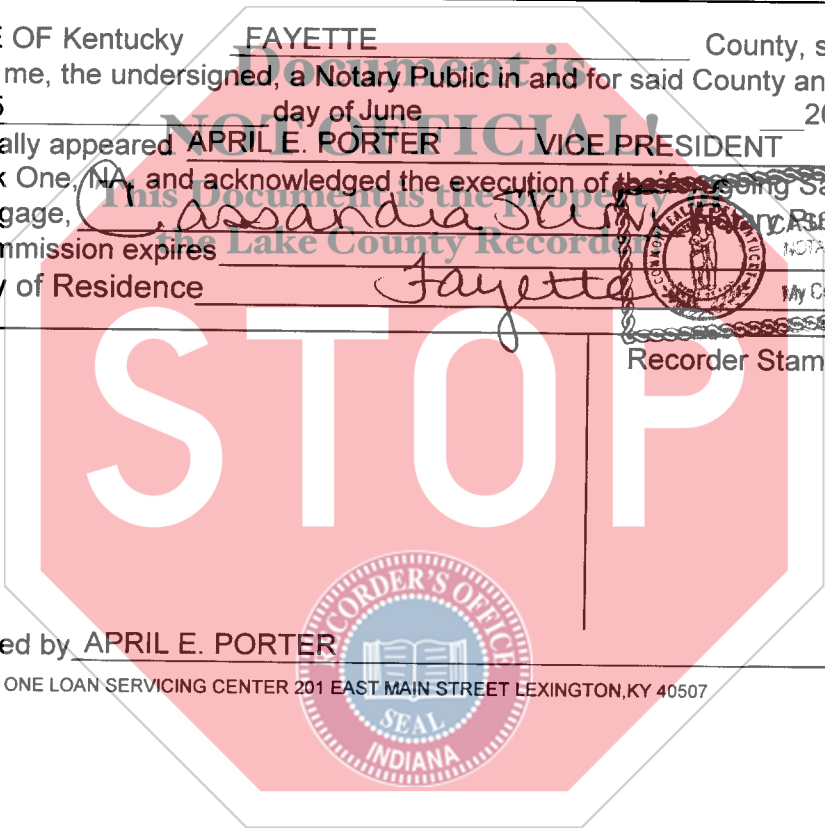 OF Kentucky FAYETTE County, s
Document is
me, the undersigned, a Notary Public in and for said County an
day of June 20
NOT OFFICIAL!
ally appeared APRIL E. PORTER VICE PRESIDENT
k One, NA, and acknowledged the execution of the foregoing Sa
This Document is the property
gage, Cassandra
mmission expires
the Lake County Recorder
y of Residence Fayette
COMMONWEALTH KENTUCKY
My C
STOP
Recorder Stam
RECORDER'S OFFICE
SEAL
INDIANA
ed by APRIL E. PORTER
ONE LOAN SERVICING CENTER 201 EAST MAIN STREET LEXINGTON,KY 40507